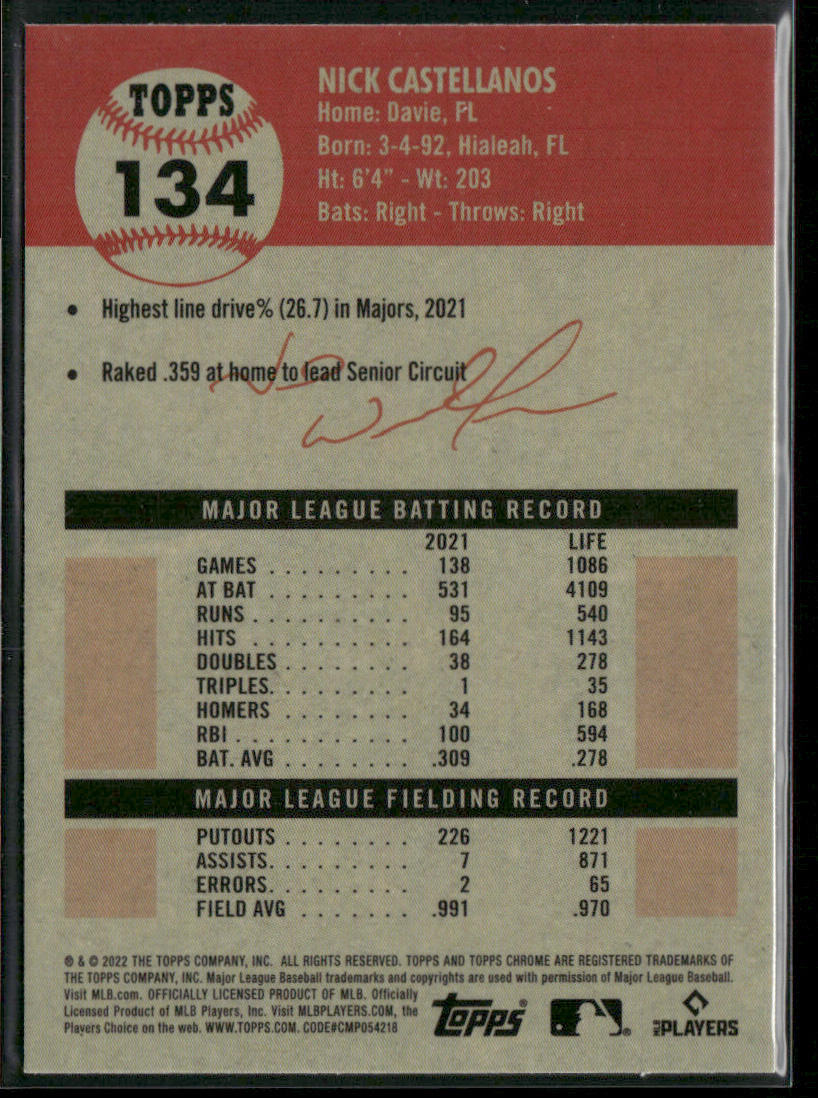 TOPPS
134
NICK CASTELLANOS
Home: Davie, FL
Born: 3-4-92, Hialeah, FL
Ht: 6'4" - Wt: 203
Bats: Right - Throws: Right
• Highest line drive% (26.7) in Majors, 2021
• Raked .359 at home to lead Senior Circuit
MAJOR LEAGUE BATTING RECORD
2021 LIFE
GAMES . . . . . . . . . 138 1086
AT BAT . . . . . . . . . 531 4109
RUNS . . . . . . . . . . 95 540
HITS . . . . . . . . . . 164 1143
DOUBLES . . . . . . . . 38 278
TRIPLES. . . . . . . . . 1 35
HOMERS . . . . . . . . 34 168
RBI . . . . . . . . . . . 100 594
BAT. AVG . . . . . . . . .309 .278
MAJOR LEAGUE FIELDING RECORD
PUTOUTS . . . . . . . . 226 1221
ASSISTS. . . . . . . . . 7 871
ERRORS. . . . . . . . . 2 65
FIELD AVG . . . . . . . .991 .970
® & © 2022 THE TOPPS COMPANY, INC. ALL RIGHTS RESERVED. TOPPS AND TOPPS CHROME ARE REGISTERED TRADEMARKS OF
THE TOPPS COMPANY, INC. Major League Baseball trademarks and copyrights are used with permission of Major League Baseball.
Visit MLB.com. OFFICIALLY LICENSED PRODUCT OF MLB. Officially
Licensed Product of MLB Players, Inc. Visit MLBPLAYERS.COM, the
Players Choice on the web. WWW.TOPPS.COM. CODE#CMP054218
Topps®
MLB PLAYERS